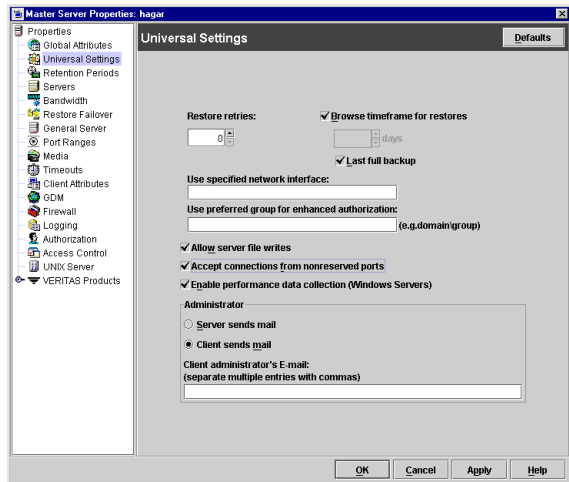 Master Server Properties: hagar
Properties
Global Attributes
Universal Settings
Retention Periods
Servers
Bandwidth
Restore Failover
General Server
Port Ranges
Media
Timeouts
Client Attributes
GDM
Firewall
Logging
Authorization
Access Control
UNIX Server
VERITAS Products
Universal Settings
Defaults
Restore retries:
Browse timeframe for restores
0
days
Last full backup
Use specified network interface:
Use preferred group for enhanced authorization:
(e.g.domain\group)
Allow server file writes
Accept connections from nonreserved ports
Enable performance data collection (Windows Servers)
Administrator
Server sends mail
Client sends mail
Client administrator's E-mail:
(separate multiple entries with commas)
OK Cancel Apply Help